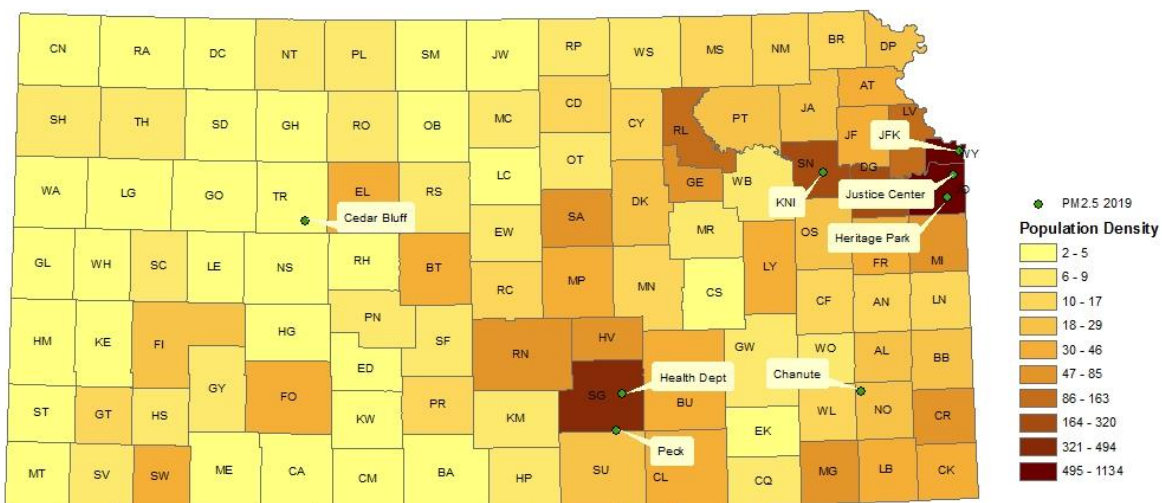 CN RA DC NT PL SM JW RP WS MS NM BR DP
SH TH SD GH RO OB MC CD CY RL PT JA AT JF LV JFK WY
WA LG GO TR EL RS LC OT SA DK GE WB SN DG
Cedar Bluff
KNI
Justice Center
Heritage Park
GL WH SC LE NS RH BT EW RC MP MN MR CS LY OS FR MI
HM KE FI HG PN SF RN HV CF AN LN
ST GT HS GY FO ED KW PR KM SG BU GW WO AL BB
Health Dept
Chanute
Peck
MT SV SW ME CA CM BA HP SU CL EK CQ WL NO MG LB CR CK
PM2.5 2019
Population Density
2 - 5
6 - 9
10 - 17
18 - 29
30 - 46
47 - 85
86 - 163
164 - 320
321 - 494
495 - 1134